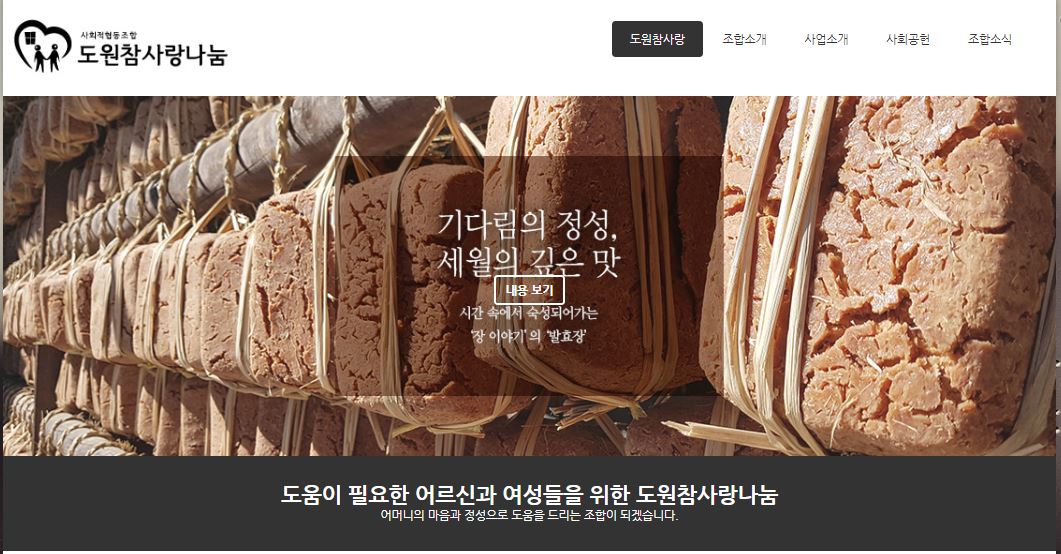 사회적협동조합
도원참사랑나눔
도원참사랑 조합소개 사업소개 사회공헌 조합소식
기다림의 정성,
세월의 깊은 맛
내용 보기
시간 속에서 숙성되어가는
'장 이야기' 의 '발효장'
도움이 필요한 어르신과 여성들을 위한 도원참사랑나눔
어머니의 마음과 정성으로 도움을 드리는 조합이 되겠습니다.